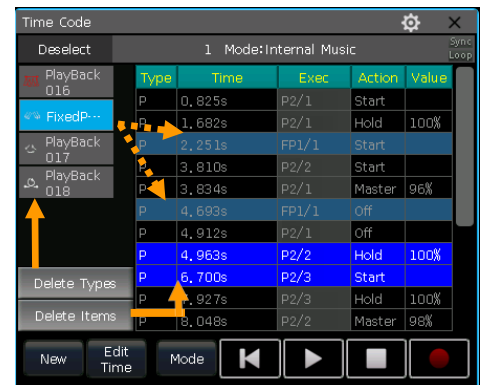 Time Code
Deselect
1 Mode:Internal Music
Sync
Loop
PlayBack
016
FixedP···
PlayBack
017
PlayBack
018
Type Time Exec Action Value
P 0.825s P2/1 Start
P 1.682s P2/1 Hold 100%
P 2.251s FP1/1 Start
P 3.810s P2/2 Start
P 3.834s P2/1 Master 96%
P 4.693s FP1/1 Off
P 4.912s P2/1 Off
P 4.963s P2/2 Hold 100%
P 6.700s P2/3 Start
P .927s P2/3 Hold 100%
P 8.048s P2/2 Master 98%
Delete Types
Delete Items
New
Edit
Time
Mode